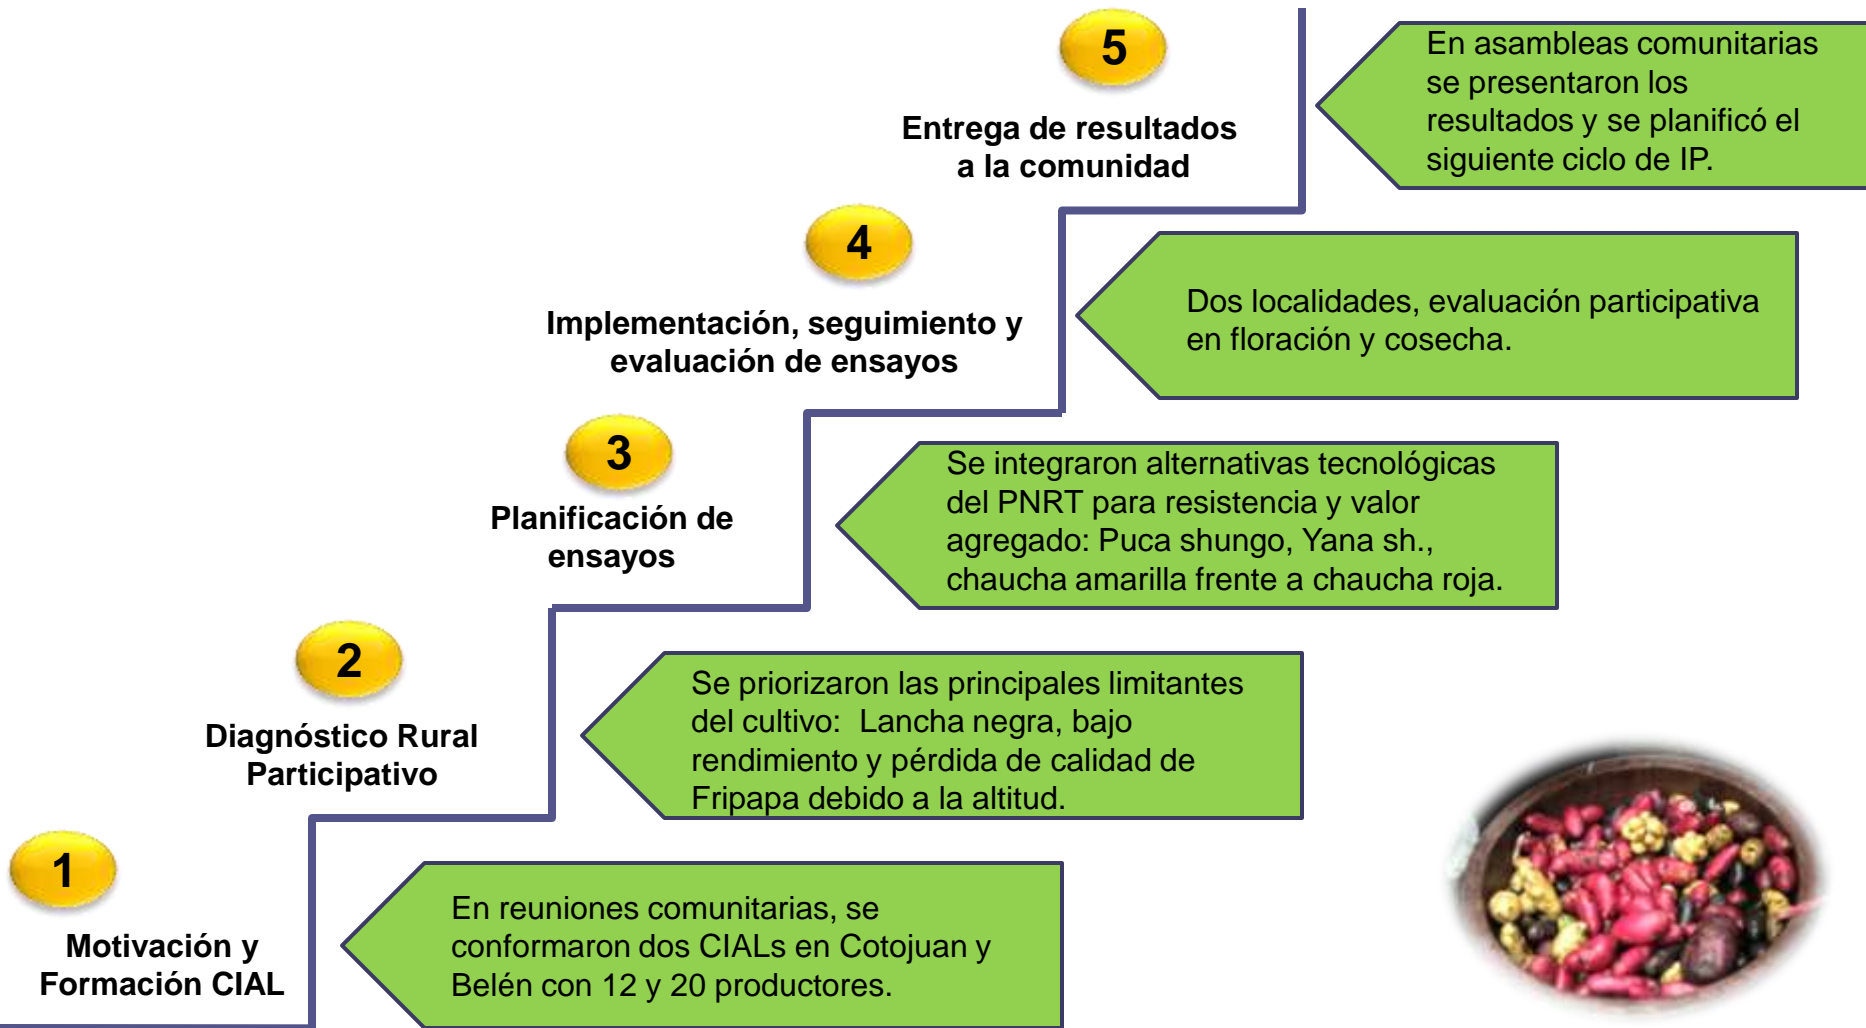 5
Entrega de resultados
a la comunidad
En asambleas comunitarias
se presentaron los
resultados y se planificó el
siguiente ciclo de IP.
4
Implementación, seguimiento y
evaluación de ensayos
Dos localidades, evaluación participativa
en floración y cosecha.
3
Planificación de
ensayos
Se integraron alternativas tecnológicas
del PNRT para resistencia y valor
agregado: Puca shungo, Yana sh.,
chaucha amarilla frente a chaucha roja.
2
Diagnóstico Rural
Participativo
Se priorizaron las principales limitantes
del cultivo:  Lancha negra, bajo
rendimiento y pérdida de calidad de
Fripapa debido a la altitud.
1
Motivación y
Formación CIAL
En reuniones comunitarias, se
conformaron dos CIALs en Cotojuan y
Belén con 12 y 20 productores.